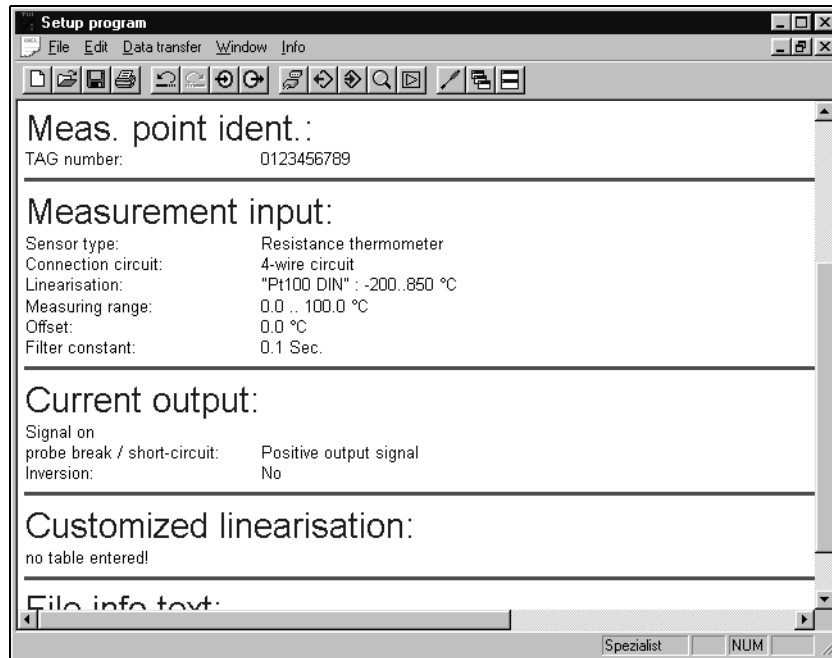 Setup program
File Edit Data transfer Window Info
Meas. point ident.:
TAG number: 0123456789
Measurement input:
Sensor type: Resistance thermometer
Connection circuit: 4-wire circuit
Linearisation: "Pt100 DIN" : -200..850 °C
Measuring range: 0.0 .. 100.0 °C
Offset: 0.0 °C
Filter constant: 0.1 Sec.
Current output:
Signal on
probe break / short-circuit: Positive output signal
Inversion: No
Customized linearisation:
no table entered!
File info text:
Spezialist NUM